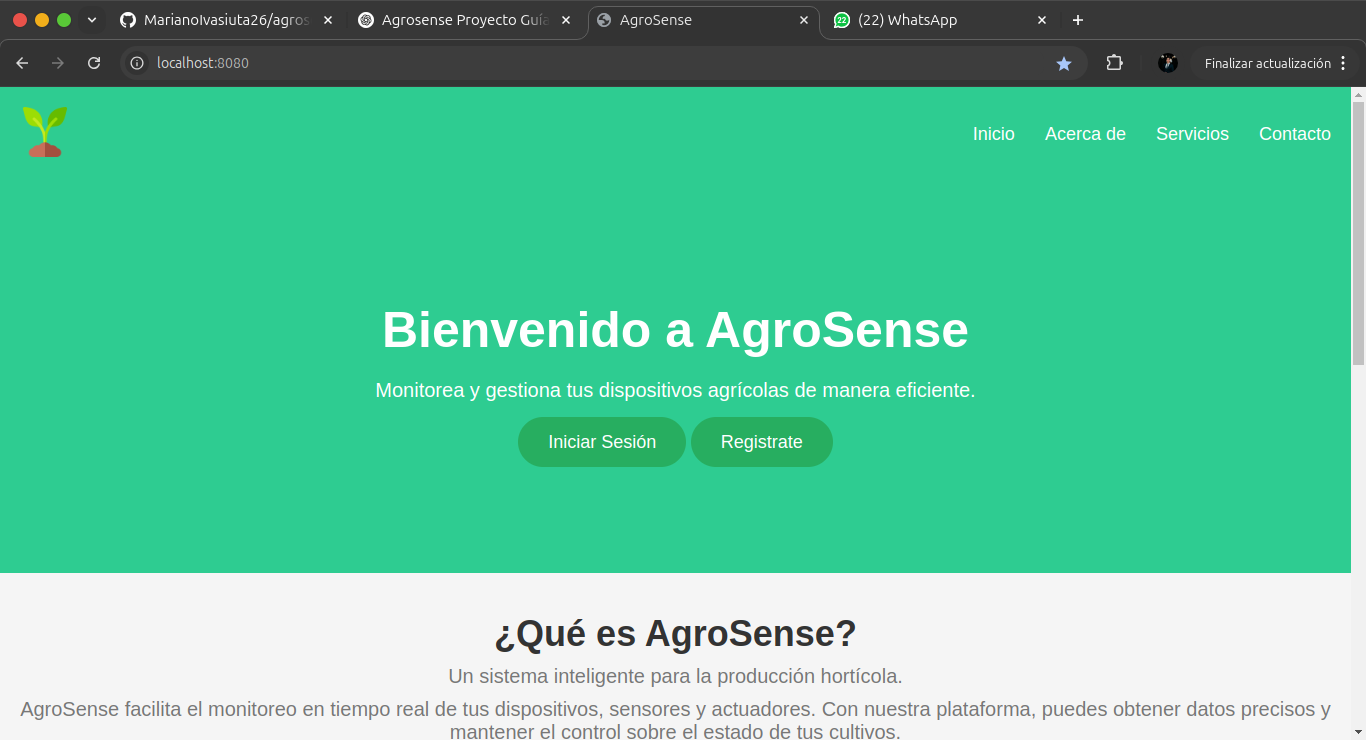 MarianoIvasiuta26/agros
Agrosense Proyecto Guía
AgroSense
22
(22) WhatsApp
localhost:8080
Finalizar actualización
Inicio
Acerca de
Servicios
Contacto
Bienvenido a AgroSense
Monitorea y gestiona tus dispositivos agrícolas de manera eficiente.
Iniciar Sesión
Registrate
¿Qué es AgroSense?
Un sistema inteligente para la producción hortícola.
AgroSense facilita el monitoreo en tiempo real de tus dispositivos, sensores y actuadores. Con nuestra plataforma, puedes obtener datos precisos y
mantener el control sobre el estado de tus cultivos.